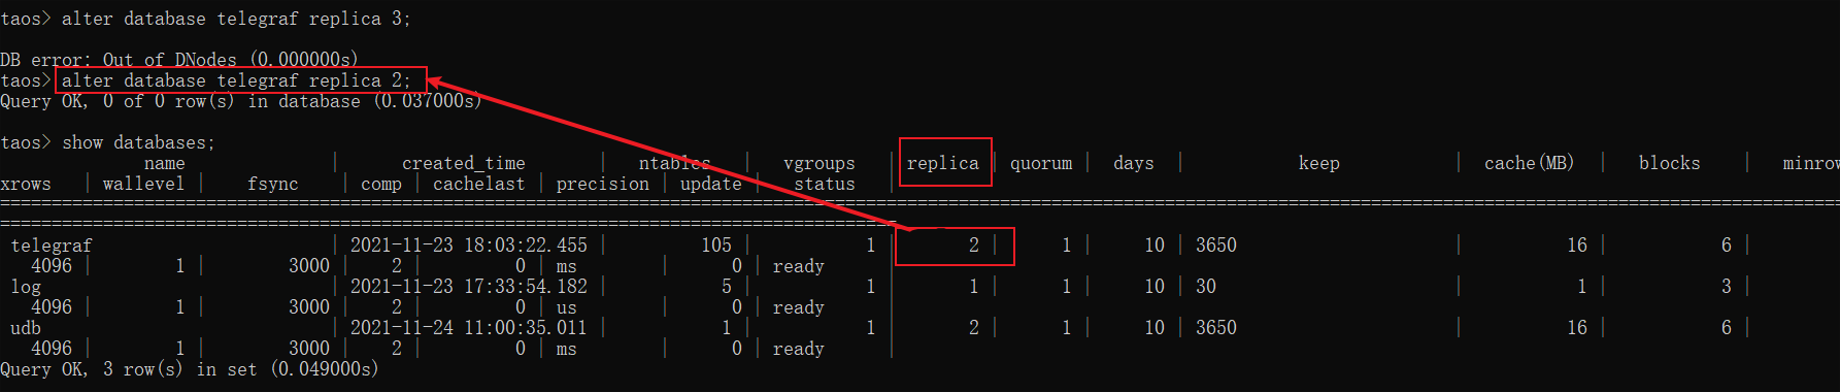 taos> alter database telegraf replica 3;
DB error: Out of DNodes (0.000000s)
taos> alter database telegraf replica 2;
Query OK, 0 of 0 row(s) in database (0.037000s)
taos> show databases;
name | created_time | ntables | vgroups | replica | quorum | days | keep | cache(MB) | blocks | minrow
xrows | wallevel | fsync | comp | cachelast | precision | update | status |
====================================================================================================
====================================================================================================
telegraf | 2021-11-23 18:03:22.455 | 105 | 1 | 2 | 1 | 10 | 3650 | 16 | 6 |
4096 | 1 | 3000 | 2 | 0 | ms | 0 | ready |
log | 2021-11-23 17:33:54.182 | 5 | 1 | 1 | 1 | 10 | 30 | 1 | 3 |
4096 | 1 | 3000 | 2 | 0 | us | 0 | ready |
udb | 2021-11-24 11:00:35.011 | 1 | 1 | 2 | 1 | 10 | 3650 | 16 | 6 |
4096 | 1 | 3000 | 2 | 0 | ms | 0 | ready |
Query OK, 3 row(s) in set (0.049000s)